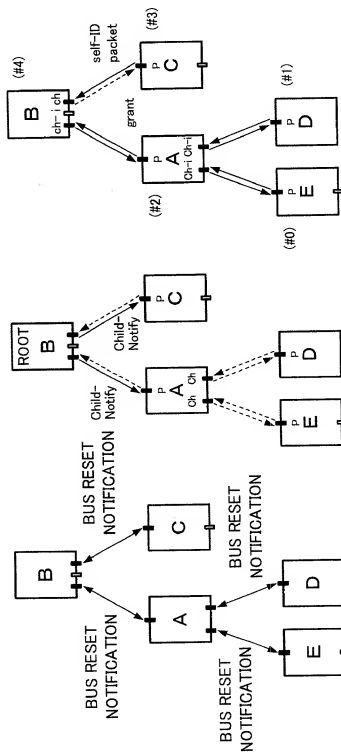 B
BUS RESET
NOTIFICATION
BUS RESET
NOTIFICATION
A
C
BUS RESET
NOTIFICATION
BUS RESET
NOTIFICATION
E
D
ROOT
B
Child-
Notify
Child-
Notify
P
A
Ch
Ch
P
C
P
E
P
D
(#4)
B
ch-i
ch
self-ID
packet
(#3)
grant
P
C
(#2)
P
A
Ch-i
Ch-i
(#0)
P
E
(#1)
P
D